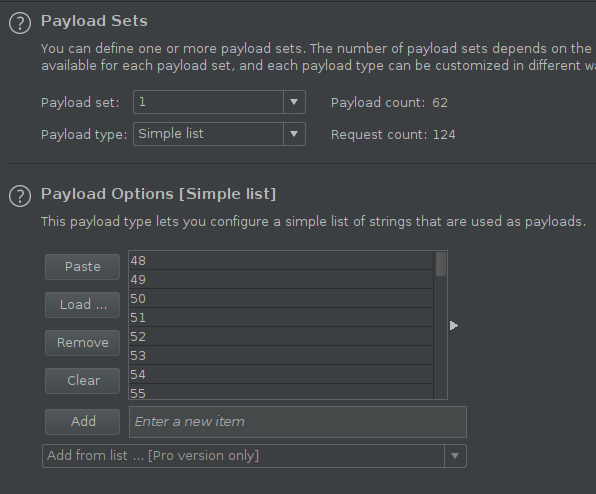 Payload Sets
You can define one or more payload sets. The number of payload sets depends on the
available for each payload set, and each payload type can be customized in different wa
Payload set: 1 Payload count: 62
Payload type: Simple list Request count: 124
Payload Options [Simple list]
This payload type lets you configure a simple list of strings that are used as payloads.
Paste
Load ...
Remove
Clear
48
49
50
51
52
53
54
55
Add Enter a new item
Add from list ... [Pro version only]